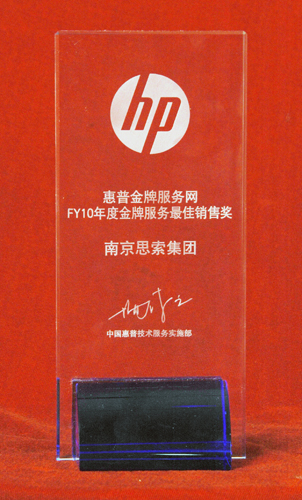 hp
惠普金牌服务网
FY10年度金牌服务最佳销售奖
南京思索集团
中国惠普技术服务实施部